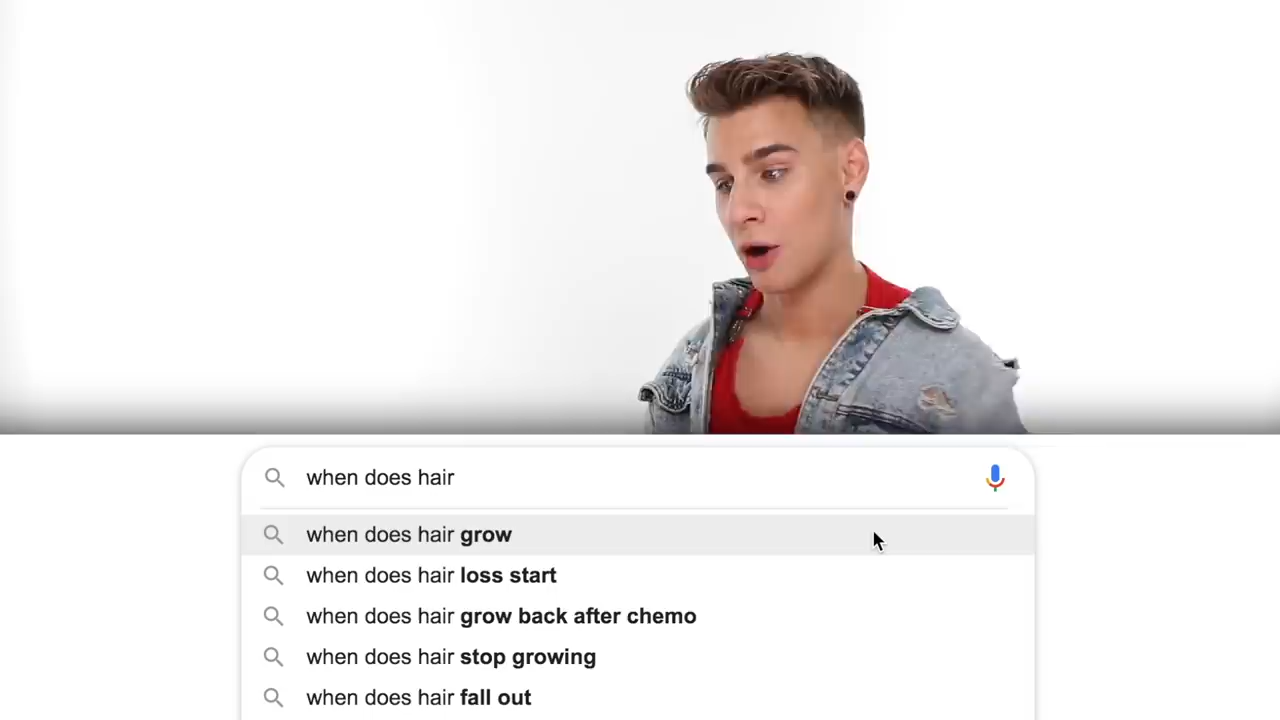 when does hair
when does hair grow
when does hair loss start
when does hair grow back after chemo
when does hair stop growing
when does hair fall out